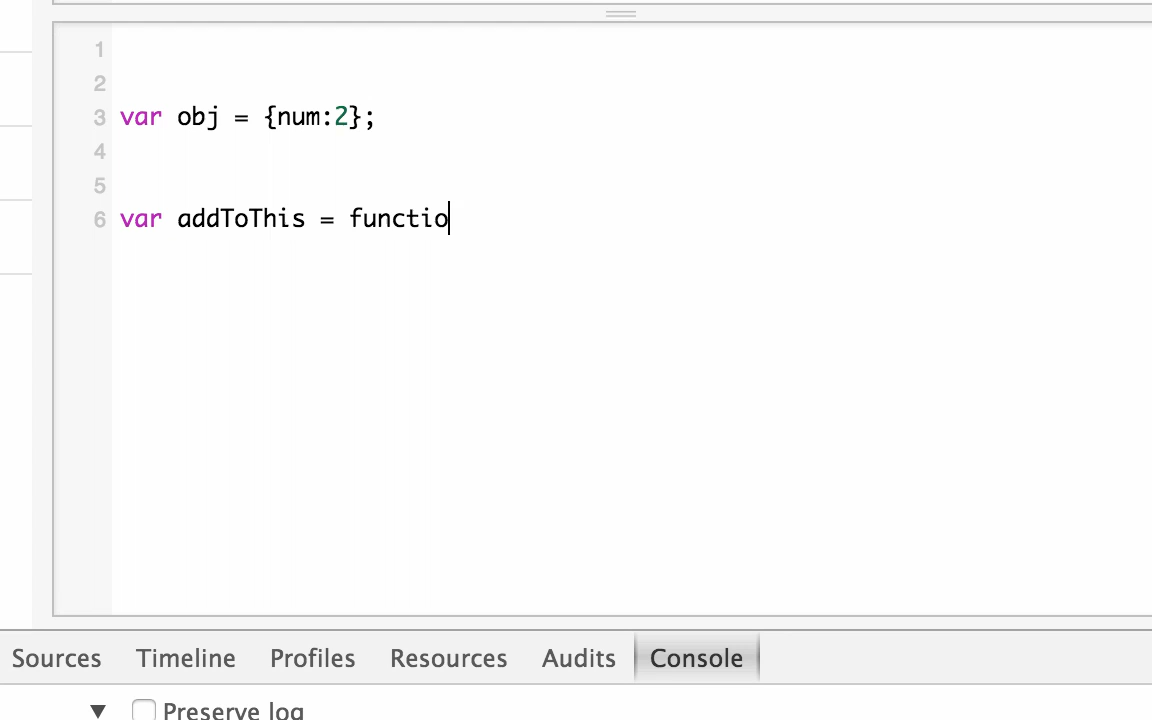 1
2
3 var obj = {num:2};
4
5
6 var addToThis = functio
Sources Timeline Profiles Resources Audits Console
▼ Preserve log